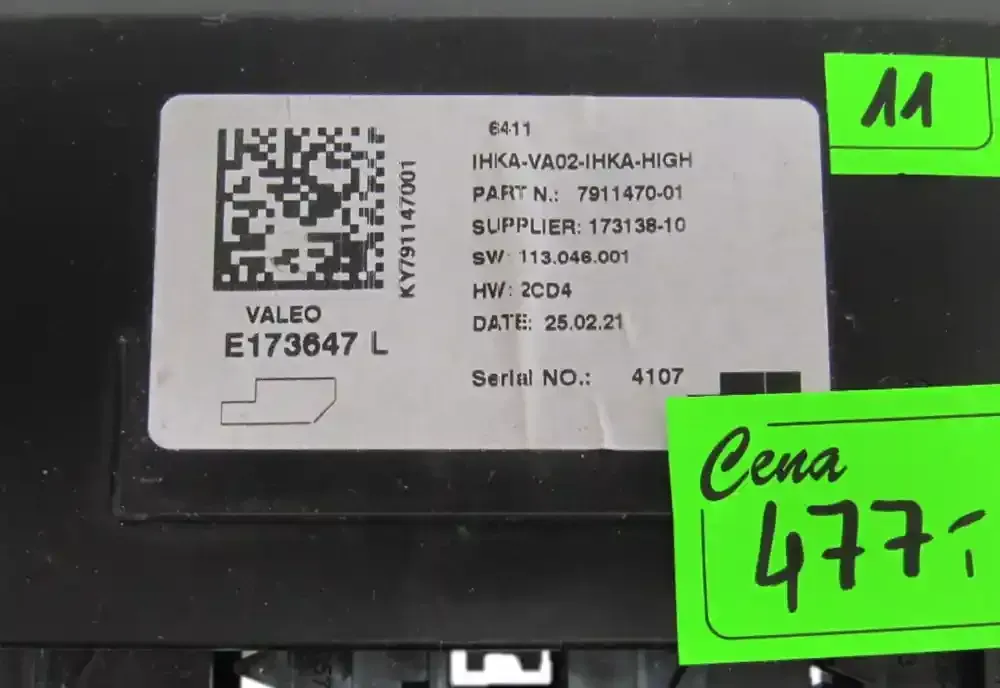 11
6411
IHKA-VA02-IHKA-HIGH
PART N.: 7911470-01
SUPPLIER: 173138-10
SW: 113.046.001
HW: 2CD4
DATE: 25.02.21
Serial NO.: 4107
KY791147001
VALEO
E173647 L
Cena
477,-